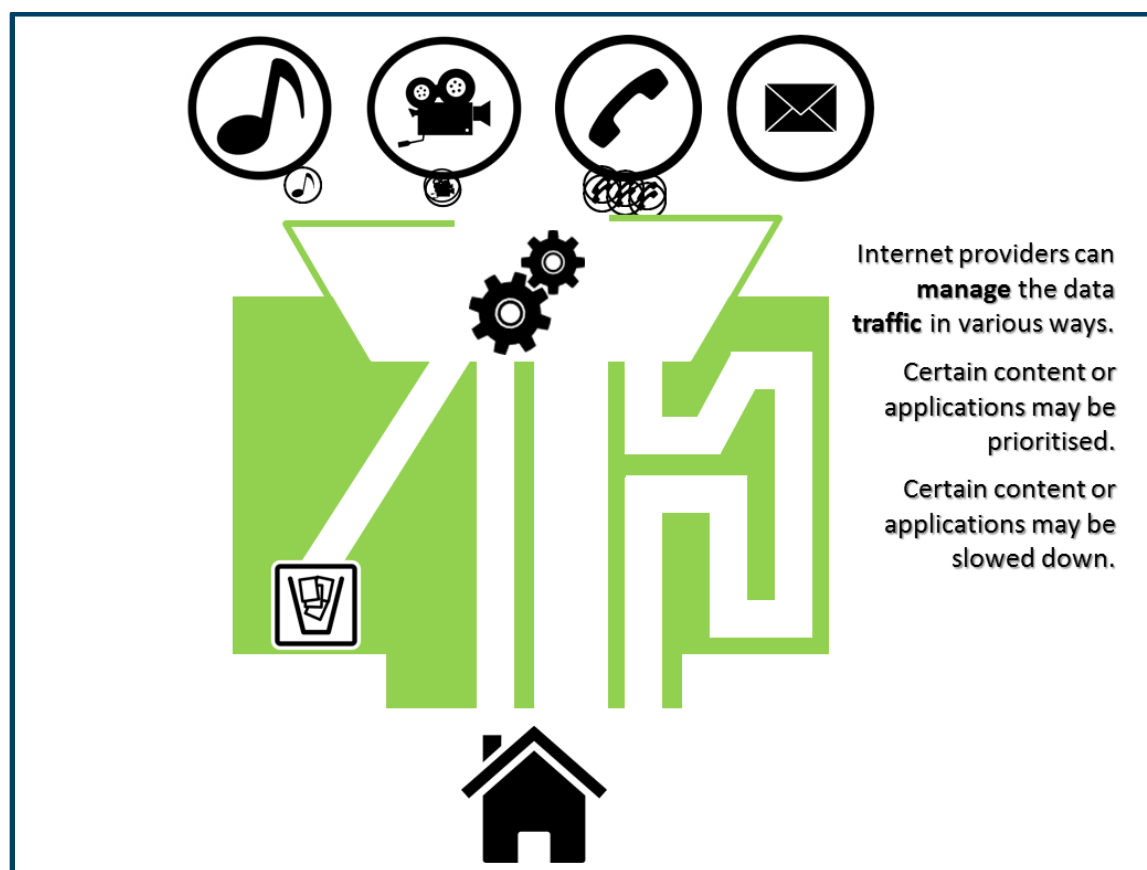 Internet providers can
manage the data
traffic in various ways.
Certain content or
applications may be
prioritised.
Certain content or
applications may be
slowed down.